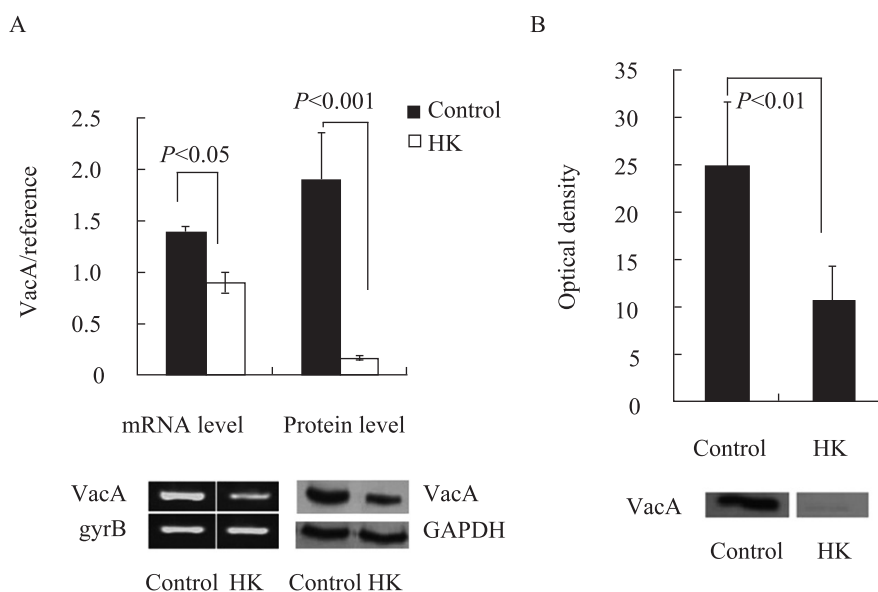 A
VacA/reference
2.5
2.0
1.5
1.0
0.5
0
P<0.05
P<0.001
Control
HK
mRNA level Protein level
VacA VacA
gyrB GAPDH
Control HK Control HK
B
Optical density
35
30
25
20
15
10
5
0
P<0.01
Control HK
VacA
Control HK